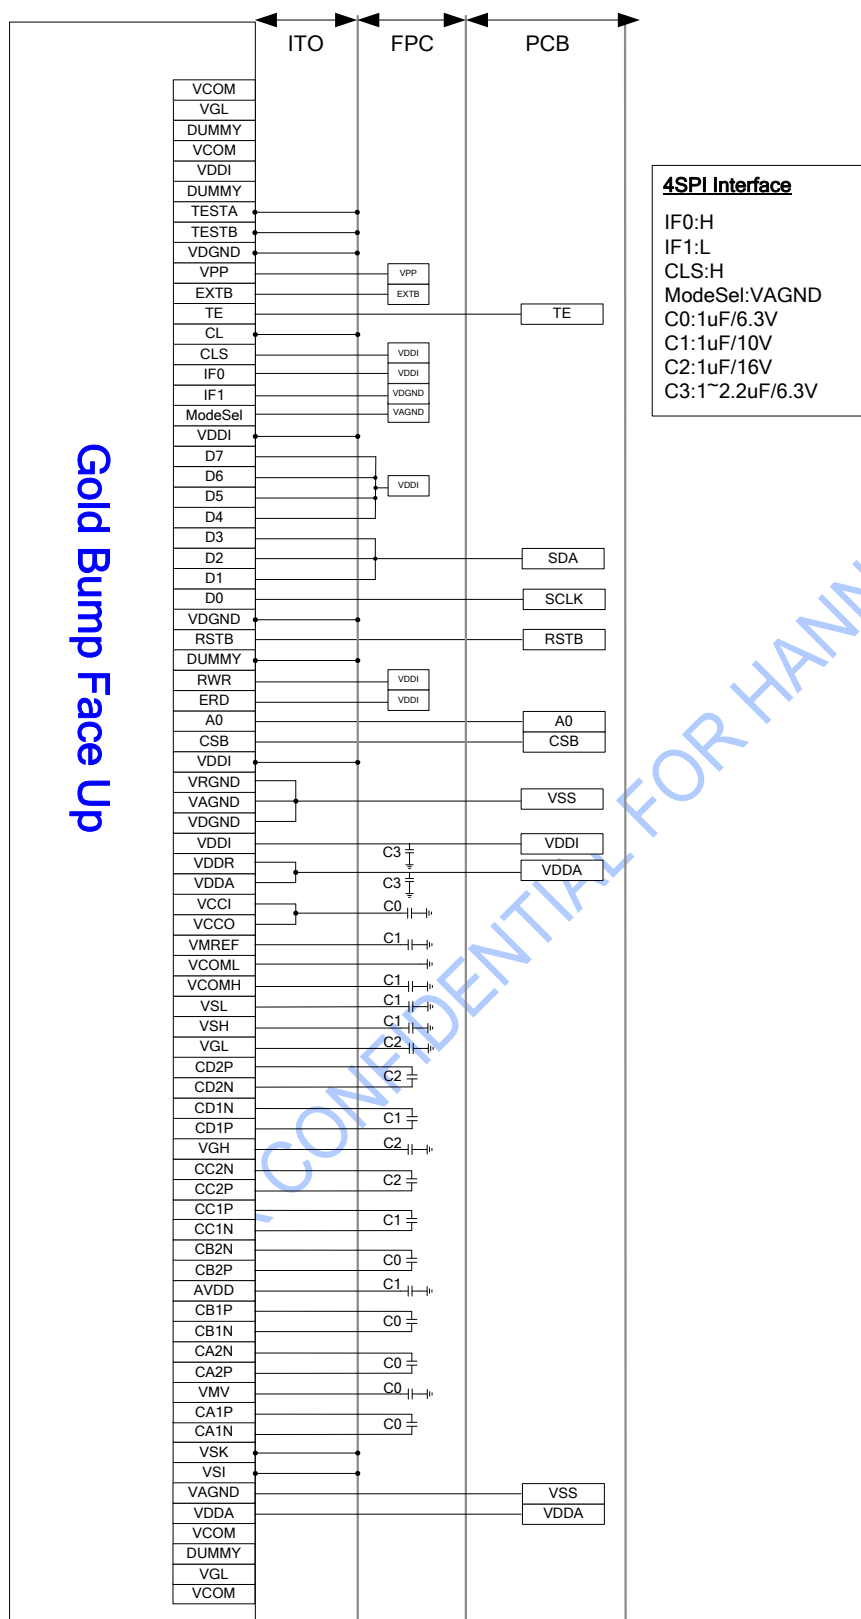 ITO
FPC
PCB
VCOM
VGL
DUMMY
VCOM
VDDI
DUMMY
TESTA
TESTB
VDGND
VPP
VPP
EXTB
EXTB
TE
TE
CL
CLS
VDDI
IF0
VDDI
IF1
VDGND
ModeSel
VAGND
VDDI
D7
D6
D5
VDDI
D4
D3
D2
SDA
D1
D0
SCLK
VDGND
RSTB
RSTB
DUMMY
RWR
VDDI
ERD
VDDI
A0
A0
CSB
CSB
VDDI
VRGND
VAGND
VSS
VDGND
VDDI
C3
VDDI
VDDR
VDDA
VDDA
C3
VCCI
C0
VCCO
VMREF
C1
VCOML
VCOMH
C1
VSL
C1
VSH
C1
VGL
C2
CD2P
C2
CD2N
CD1N
C1
CD1P
VGH
C2
CC2N
C2
CC2P
CC1P
C1
CC1N
CB2N
C0
CB2P
AVDD
C1
CB1P
C0
CB1N
CA2N
C0
CA2P
VMV
C0
CA1P
C0
CA1N
VSK
VSI
VAGND
VSS
VDDA
VDDA
VCOM
DUMMY
VGL
VCOM
Gold Bump Face Up
4SPI Interface
IF0:H
IF1:L
CLS:H
ModeSel:VAGND
C0:1uF/6.3V
C1:1uF/10V
C2:1uF/16V
C3:1~2.2uF/6.3V
CONFIDENTIAL FOR